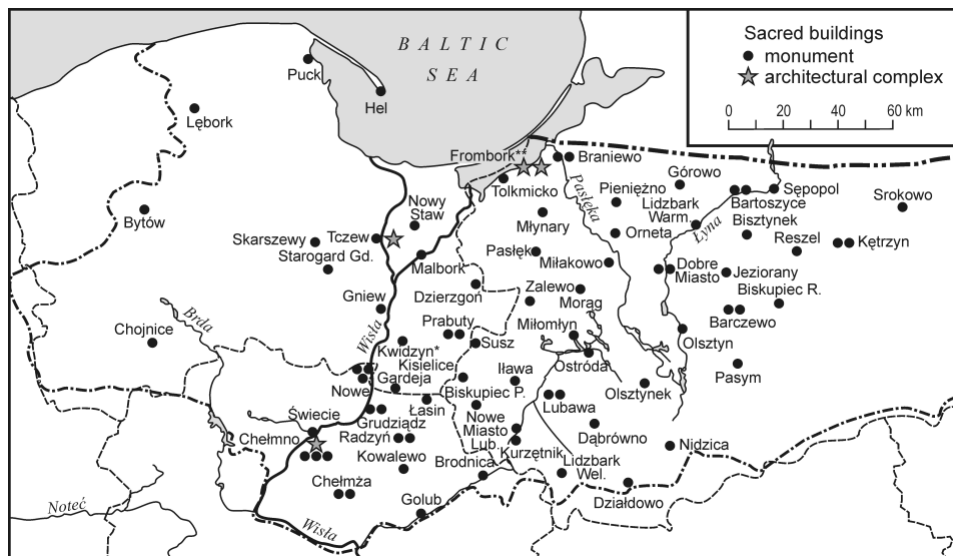 BALTIC
SEA
Sacred buildings
monument
architectural complex
0 20 40 60 km
Puck
Hel
Lębork
Frombork**
Braniewo
Tolkmicko
Pasłęka
Pieniężno
Górowo
Sępopol
Srokowo
Lidzbark
Warm.
Bartoszyce
Bisztynek
Łyna
Bytów
Nowy
Staw
Młynary
Orneta
Reszel
Kętrzyn
Skarszewy
Tczew
Starogard Gd.
Malbork
Pasłęk
Miłakowo
Dobre
Miasto
Jeziorany
Biskupiec R.
Gniew
Dzierzgoń
Zalewo
Morąg
Barczewo
Chojnice
Brda
Wisła
Prabuty
Miłomłyn
Olsztyn
Kwidzyn*
Kisielice
Susz
Ostróda
Pasym
Nowe
Gardeja
Iława
Biskupiec P.
Olsztynek
Świecie
Łasin
Lubawa
Grudziądz
Nowe
Miasto
Lub.
Chełmno
Radzyń
Dąbrówno
Nidzica
Kowalewo
Kurzętnik
Brodnica
Lidzbark
Wel.
Chełmża
Działdowo
Golub
Noteć
Wisła